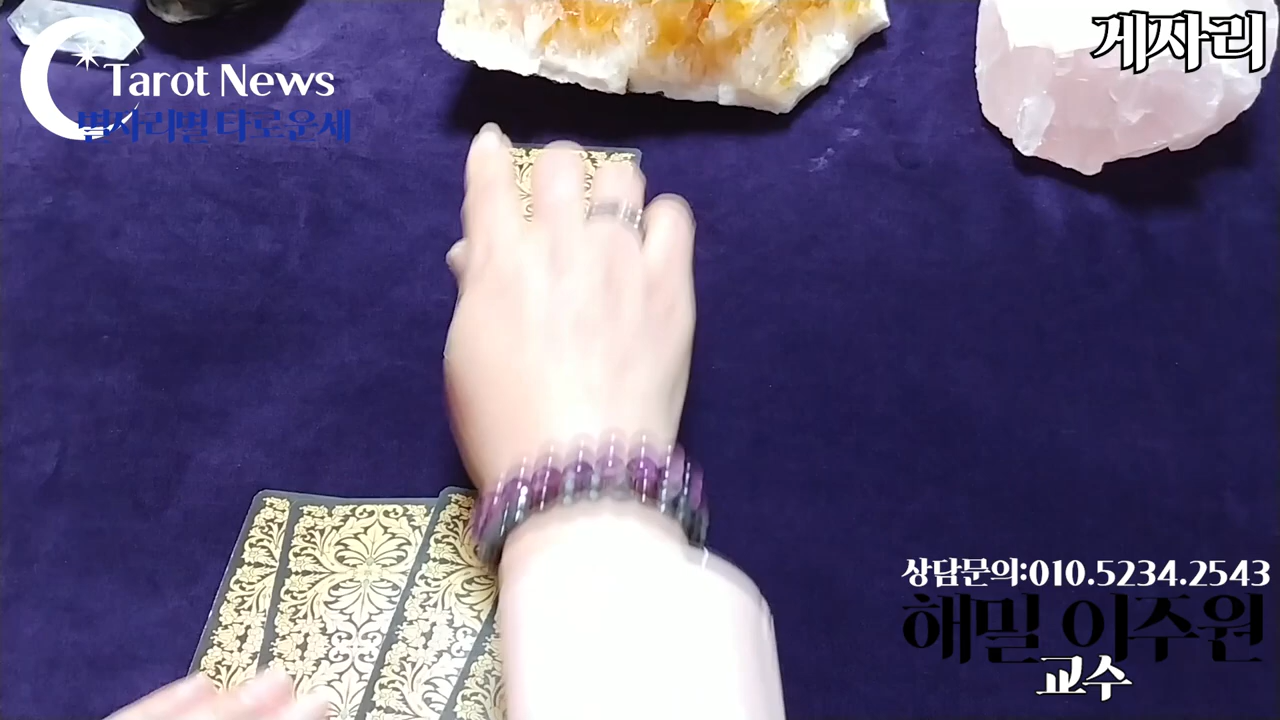 Tarot News
별자리별 타로운세
게자리
상담문의:010.5234.2543
해밀 이주원
교수